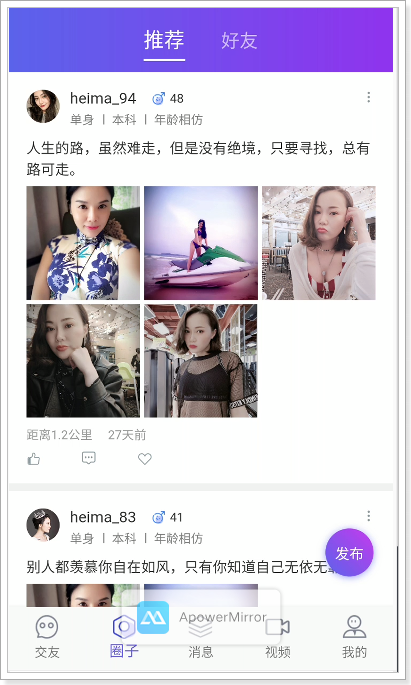 推荐 好友
heima_94 48
单身 | 本科 | 年龄相仿
人生的路，虽然难走，但是没有绝境，只要寻找，总有
路可走。
距离1.2公里 27天前
heima_83 41
单身 | 本科 | 年龄相仿
发布
别人都羡慕你自在如风，只有你知道自己无依无
ApowerMirror
交友 圈子 消息 视频 我的